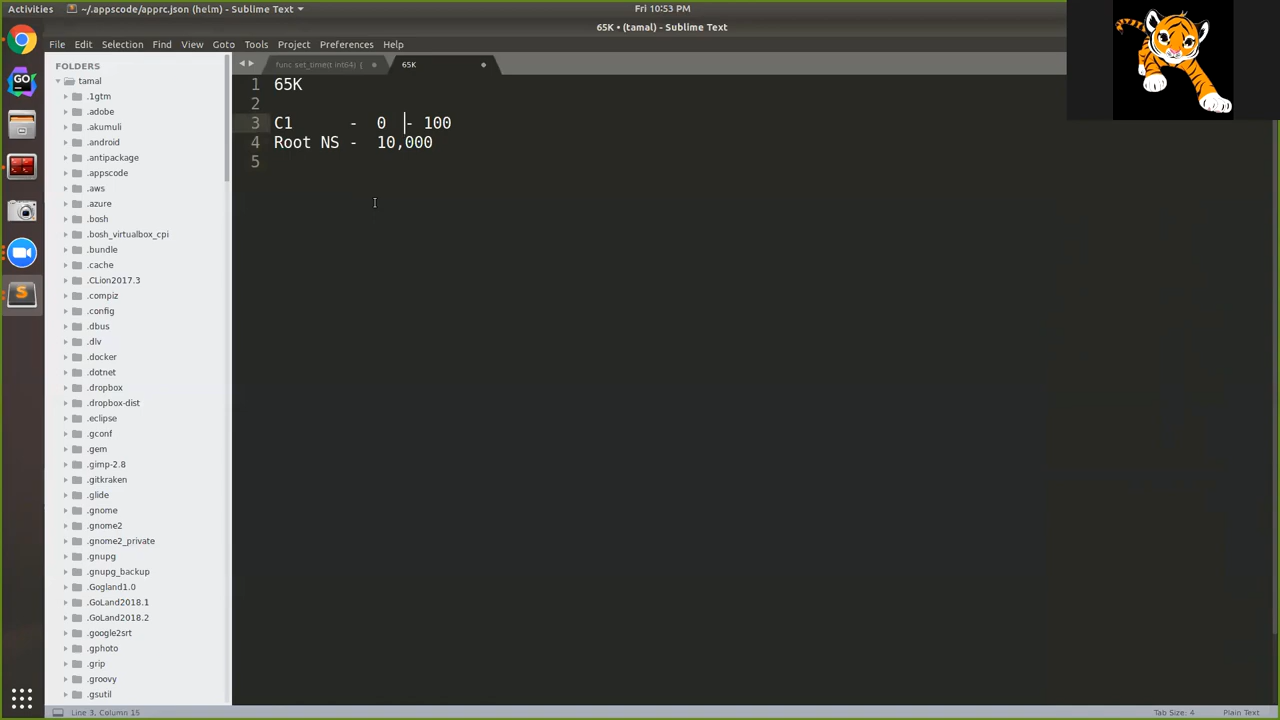 Activities
~/.appscode/apprc.json (helm) - Sublime Text
Fri 10:53 PM
65K • (tamal) - Sublime Text
File Edit Selection Find View Goto Tools Project Preferences Help
FOLDERS
tamal
.1gtm
.adobe
.akumuli
.android
.antipackage
.appscode
.aws
.azure
.bosh
.bosh_virtualbox_cpi
.bundle
.cache
.CLion2017.3
.compiz
.config
.dbus
.dlv
.docker
.dotnet
.dropbox
.dropbox-dist
.eclipse
.gconf
.gem
.gimp-2.8
.gitkraken
.glide
.gnome
.gnome2
.gnome2_private
.gnupg
.gnupg_backup
.Gogland1.0
.GoLand2018.1
.GoLand2018.2
.google2srt
.gphoto
.grip
.groovy
.gsutil
func set_time(t int64) {
65K
1 65K
2
3 C1 - 0 - 100
4 Root NS - 10,000
5
GO
S
Line 3, Column 15
Tab Size: 4
Plain Text